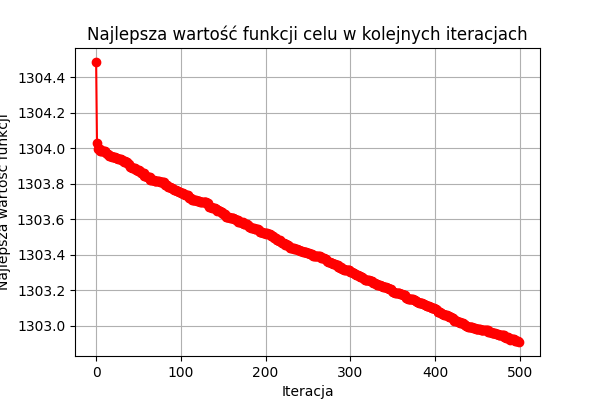 Najlepsza wartość funkcji celu w kolejnych iteracjach
Najlepsza wartość funkcji
1304.4
1304.2
1304.0
1303.8
1303.6
1303.4
1303.2
1303.0
0 100 200 300 400 500
Iteracja